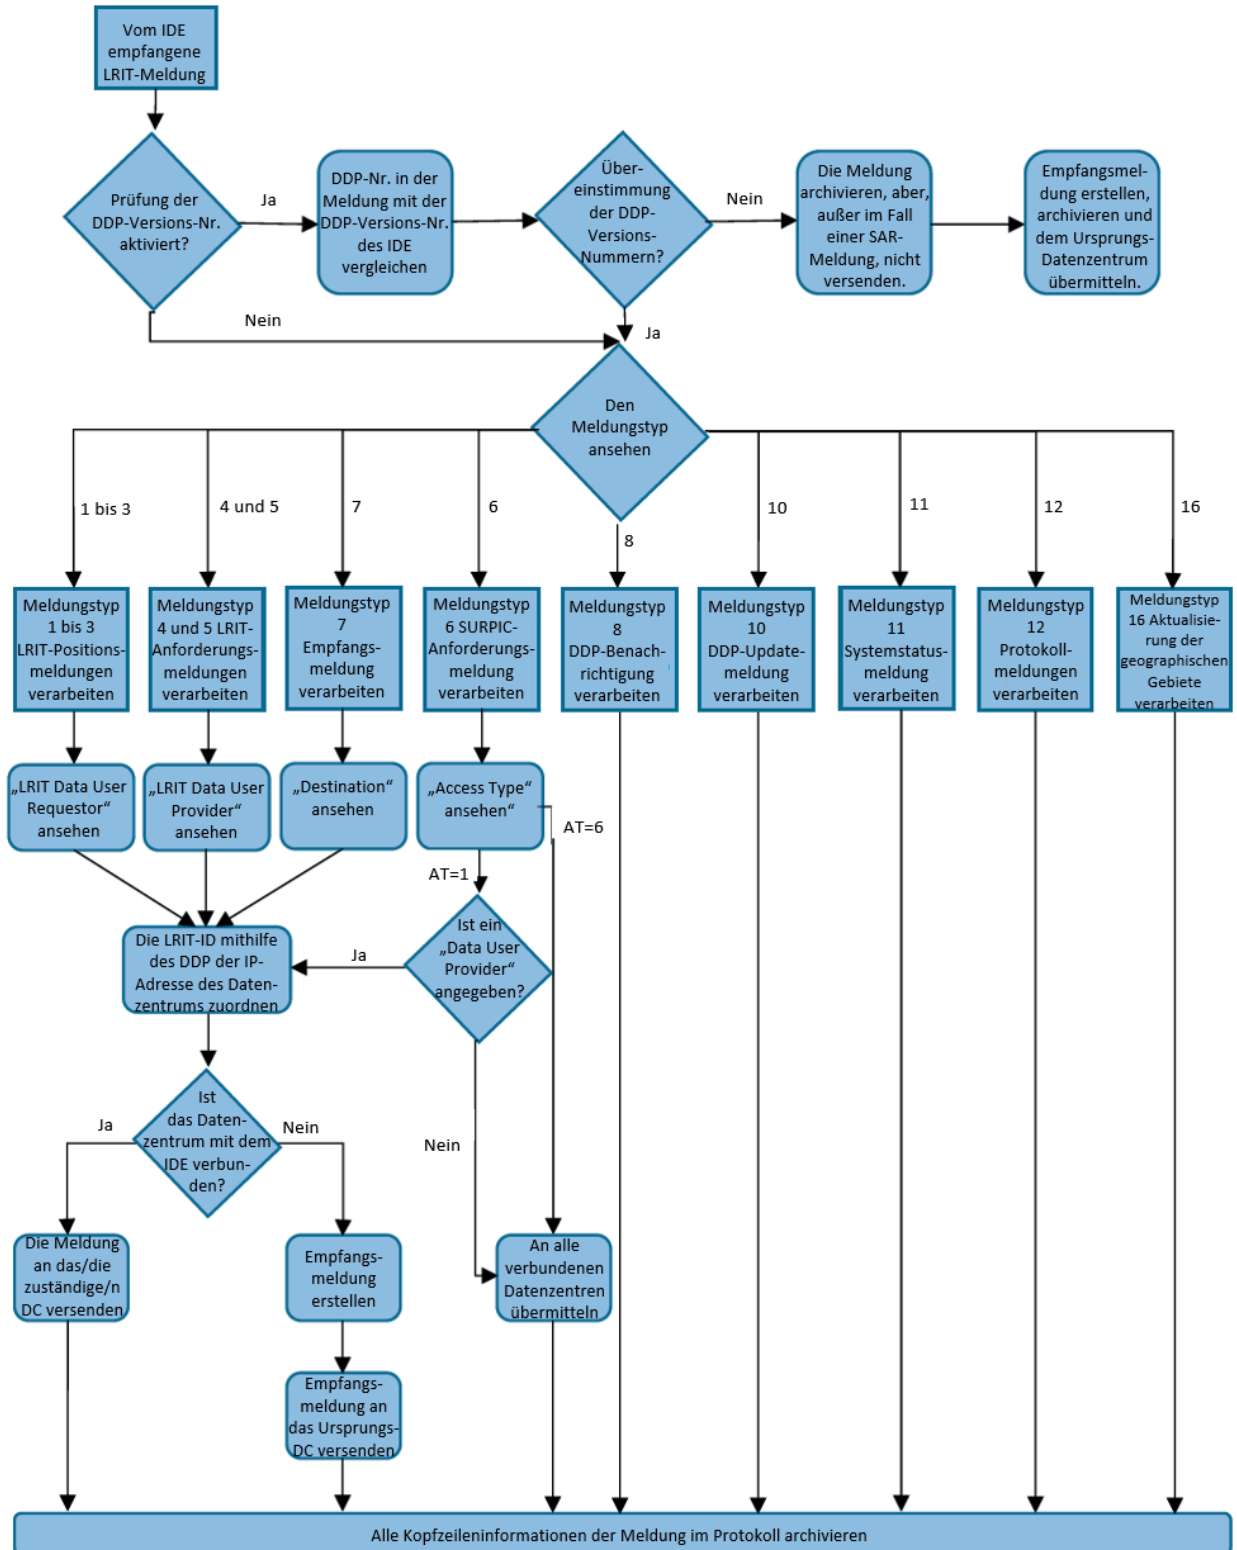 Vom IDE
empfangene
LRIT-Meldung
Prüfung der
DDP-Versions-Nr.
aktiviert?
Ja
DDP-Nr. in der
Meldung mit der
DDP-Versions-Nr.
des IDE
vergleichen
Über-
einstimmung
der DDP-
Versions-
Nummern?
Nein
Die Meldung
archivieren, aber,
außer im Fall
einer SAR-
Meldung, nicht
versenden.
Empfangsmel-
dung erstellen,
archivieren und
dem Ursprungs-
Datenzentrum
übermitteln.
Nein
Ja
Den
Meldungstyp
ansehen
1 bis 3
4 und 5
7
6
8
10
11
12
16
Meldungstyp
1 bis 3
LRIT-Positions-
meldungen
verarbeiten
Meldungstyp
4 und 5 LRIT-
Anforderungs-
meldungen
verarbeiten
Meldungstyp
7
Empfangs-
meldung
verarbeiten
Meldungstyp
6 SURPIC-
Anforderungs-
meldung
verarbeiten
Meldungstyp
8
DDP-Benach-
richtigung
verarbeiten
Meldungstyp
10
DDP-Update-
meldung
verarbeiten
Meldungstyp
11
Systemstatus-
meldung
verarbeiten
Meldungstyp
12
Protokoll-
meldungen
verarbeiten
Meldungstyp
16 Aktualisie-
rung der
geographischen
Gebiete
verarbeiten
„LRIT Data User
Requestor“
ansehen
„LRIT Data User
Provider“
ansehen
„Destination“
ansehen
„Access Type“
ansehen“
AT=6
AT=1
Die LRIT-ID mithilfe
des DDP der IP-
Adresse des Daten-
zentrums zuordnen
Ja
Ist ein
„Data User
Provider“
angegeben?
Ist
das Daten-
zentrum mit dem
IDE verbun-
den?
Ja
Nein
Nein
Die Meldung
an das/die
zuständige/n
DC versenden
Empfangs-
meldung
erstellen
An alle
verbundenen
Datenzentren
übermitteln
Empfangs-
meldung an
das Ursprungs-
DC versenden
Alle Kopfzeileninformationen der Meldung im Protokoll archivieren